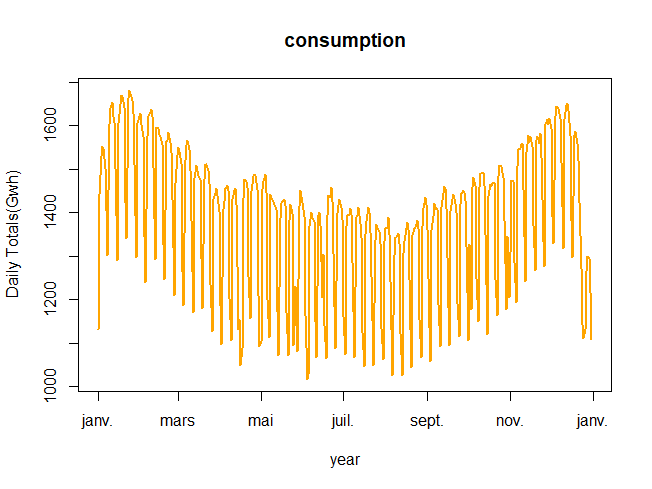 consumption
Daily Totals(Gwh)
1600
1400
1200
1000
janv. mars mai juil. sept. nov. janv.
year